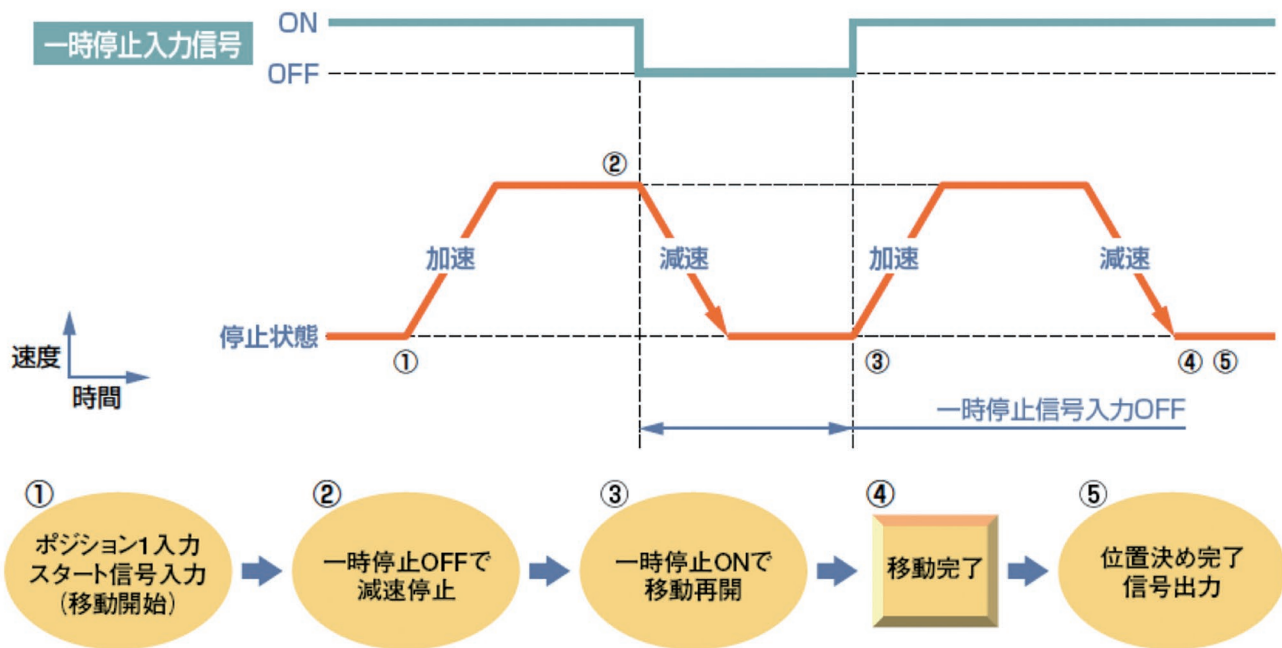 ON
一時停止入力信号
OFF
②
加速
減速
加速
減速
停止状態
①
③
④ ⑤
速度
時間
一時停止信号入力OFF
①
ポジション1入力
スタート信号入力
(移動開始)
②
一時停止OFFで
減速停止
③
一時停止ONで
移動再開
④
移動完了
⑤
位置決め完了
信号出力